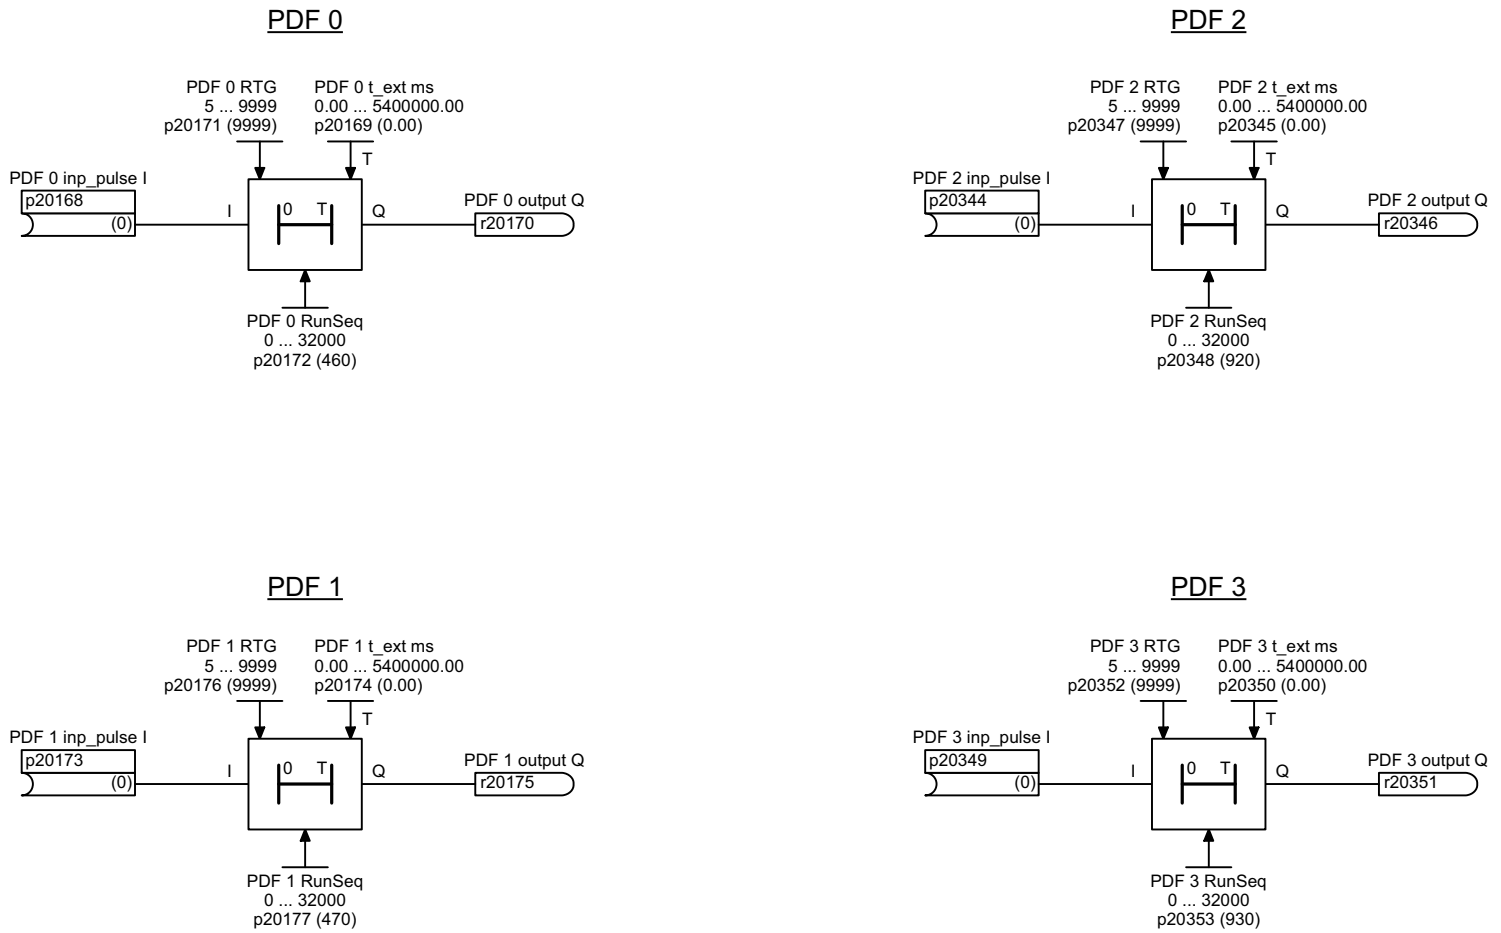 PDF 0
PDF 0 RTG
5 ... 9999
p20171 (9999)
PDF 0 t_ext ms
0.00 ... 5400000.00
p20169 (0.00)
T
PDF 0 inp_pulse I
p20168
(0)
I
0 T
Q
PDF 0 output Q
r20170
PDF 0 RunSeq
0 ... 32000
p20172 (460)
PDF 2
PDF 2 RTG
5 ... 9999
p20347 (9999)
PDF 2 t_ext ms
0.00 ... 5400000.00
p20345 (0.00)
T
PDF 2 inp_pulse I
p20344
(0)
I
0 T
Q
PDF 2 output Q
r20346
PDF 2 RunSeq
0 ... 32000
p20348 (920)
PDF 1
PDF 1 RTG
5 ... 9999
p20176 (9999)
PDF 1 t_ext ms
0.00 ... 5400000.00
p20174 (0.00)
T
PDF 1 inp_pulse I
p20173
(0)
I
0 T
Q
PDF 1 output Q
r20175
PDF 1 RunSeq
0 ... 32000
p20177 (470)
PDF 3
PDF 3 RTG
5 ... 9999
p20352 (9999)
PDF 3 t_ext ms
0.00 ... 5400000.00
p20350 (0.00)
T
PDF 3 inp_pulse I
p20349
(0)
I
0 T
Q
PDF 3 output Q
r20351
PDF 3 RunSeq
0 ... 32000
p20353 (930)